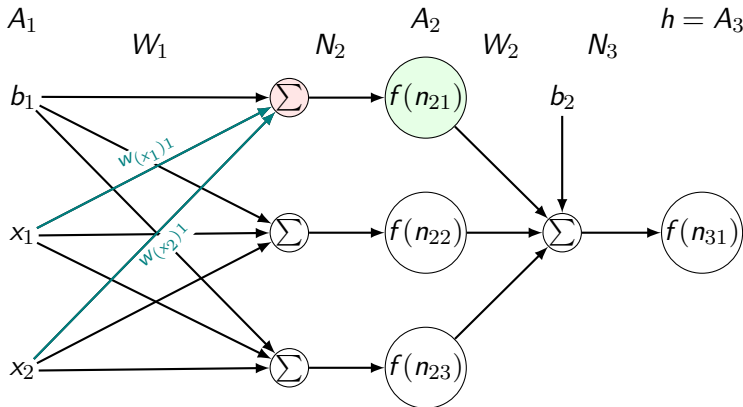 A₁ W₁ N₂ A₂ W₂ N₃ h = A₃
b₁ Σ f(n₂₁) b₂
w₍ₓ₁₎₁
x₁ Σ f(n₂₂) Σ f(n₃₁)
w₍ₓ₂₎₁
x₂ Σ f(n₂₃)